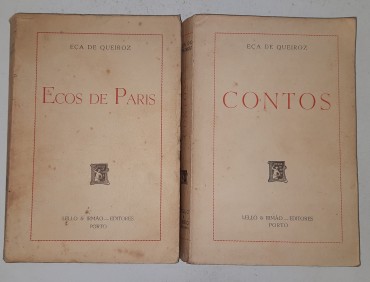 EÇA DE QUEIROZ
ECOS DE PARIS
LELLO & IRMÃO — EDITORES
PORTO
EÇA DE QUEIROZ
CONTOS
LELLO & IRMÃO — EDITORES
PORTO